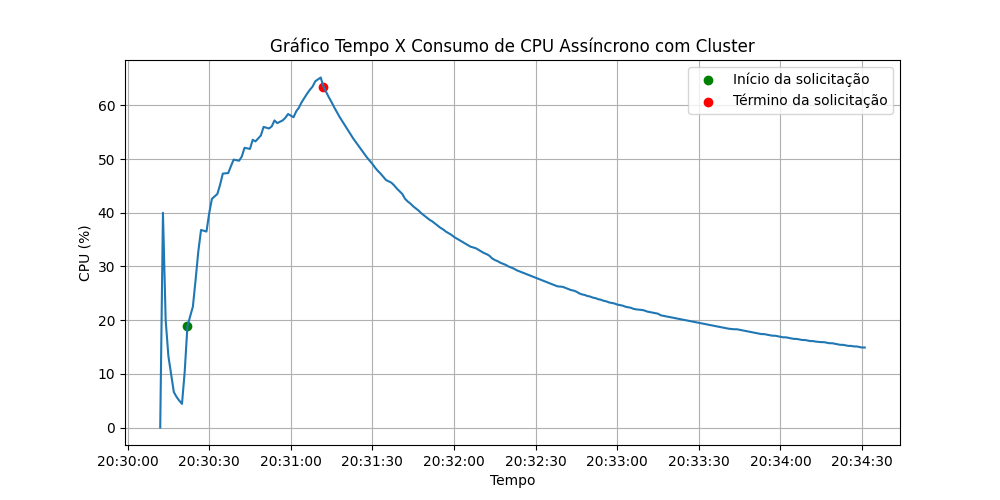 Gráfico Tempo X Consumo de CPU Assíncrono com Cluster
Início da solicitação
Término da solicitação
CPU (%)
60
50
40
30
20
10
0
20:30:00 20:30:30 20:31:00 20:31:30 20:32:00 20:32:30 20:33:00 20:33:30 20:34:00 20:34:30
Tempo